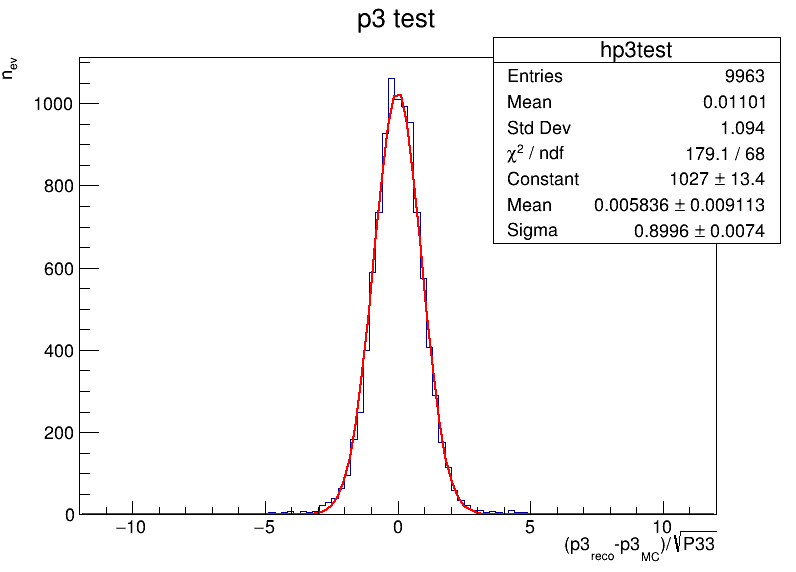 p3 test
hp3test
Entries 9963
Mean 0.01101
Std Dev 1.094
χ² / ndf 179.1 / 68
Constant 1027 ± 13.4
Mean 0.005836 ± 0.009113
Sigma 0.8996 ± 0.0074
n_ev
1000
800
600
400
200
0
−10 −5 0 5 10
(p3_reco-p3_MC)/√P33